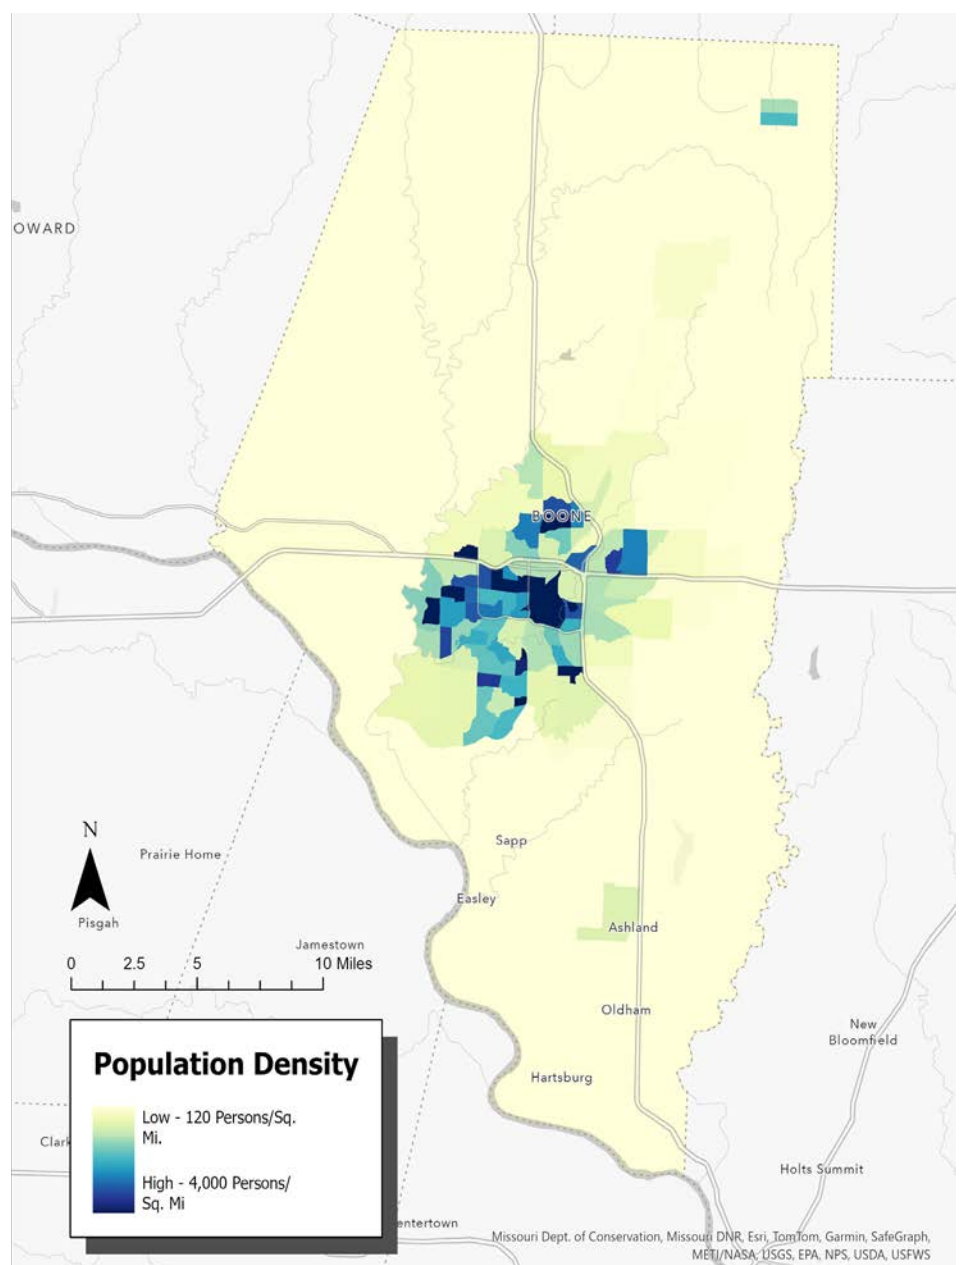 OWARD
BOONE
Sapp
Prairie Home
Easley
Pisgah
Ashland
Jamestown
N
0 2.5 5 10 Miles
Oldham
New
Bloomfield
Hartsburg
Population Density
Low - 120 Persons/Sq.
Mi.
High - 4,000 Persons/
Sq. Mi
Clark
Holts Summit
entertown
Missouri Dept. of Conservation, Missouri DNR, Esri, TomTom, Garmin, SafeGraph,
METI/NASA, USGS, EPA, NPS, USDA, USFWS